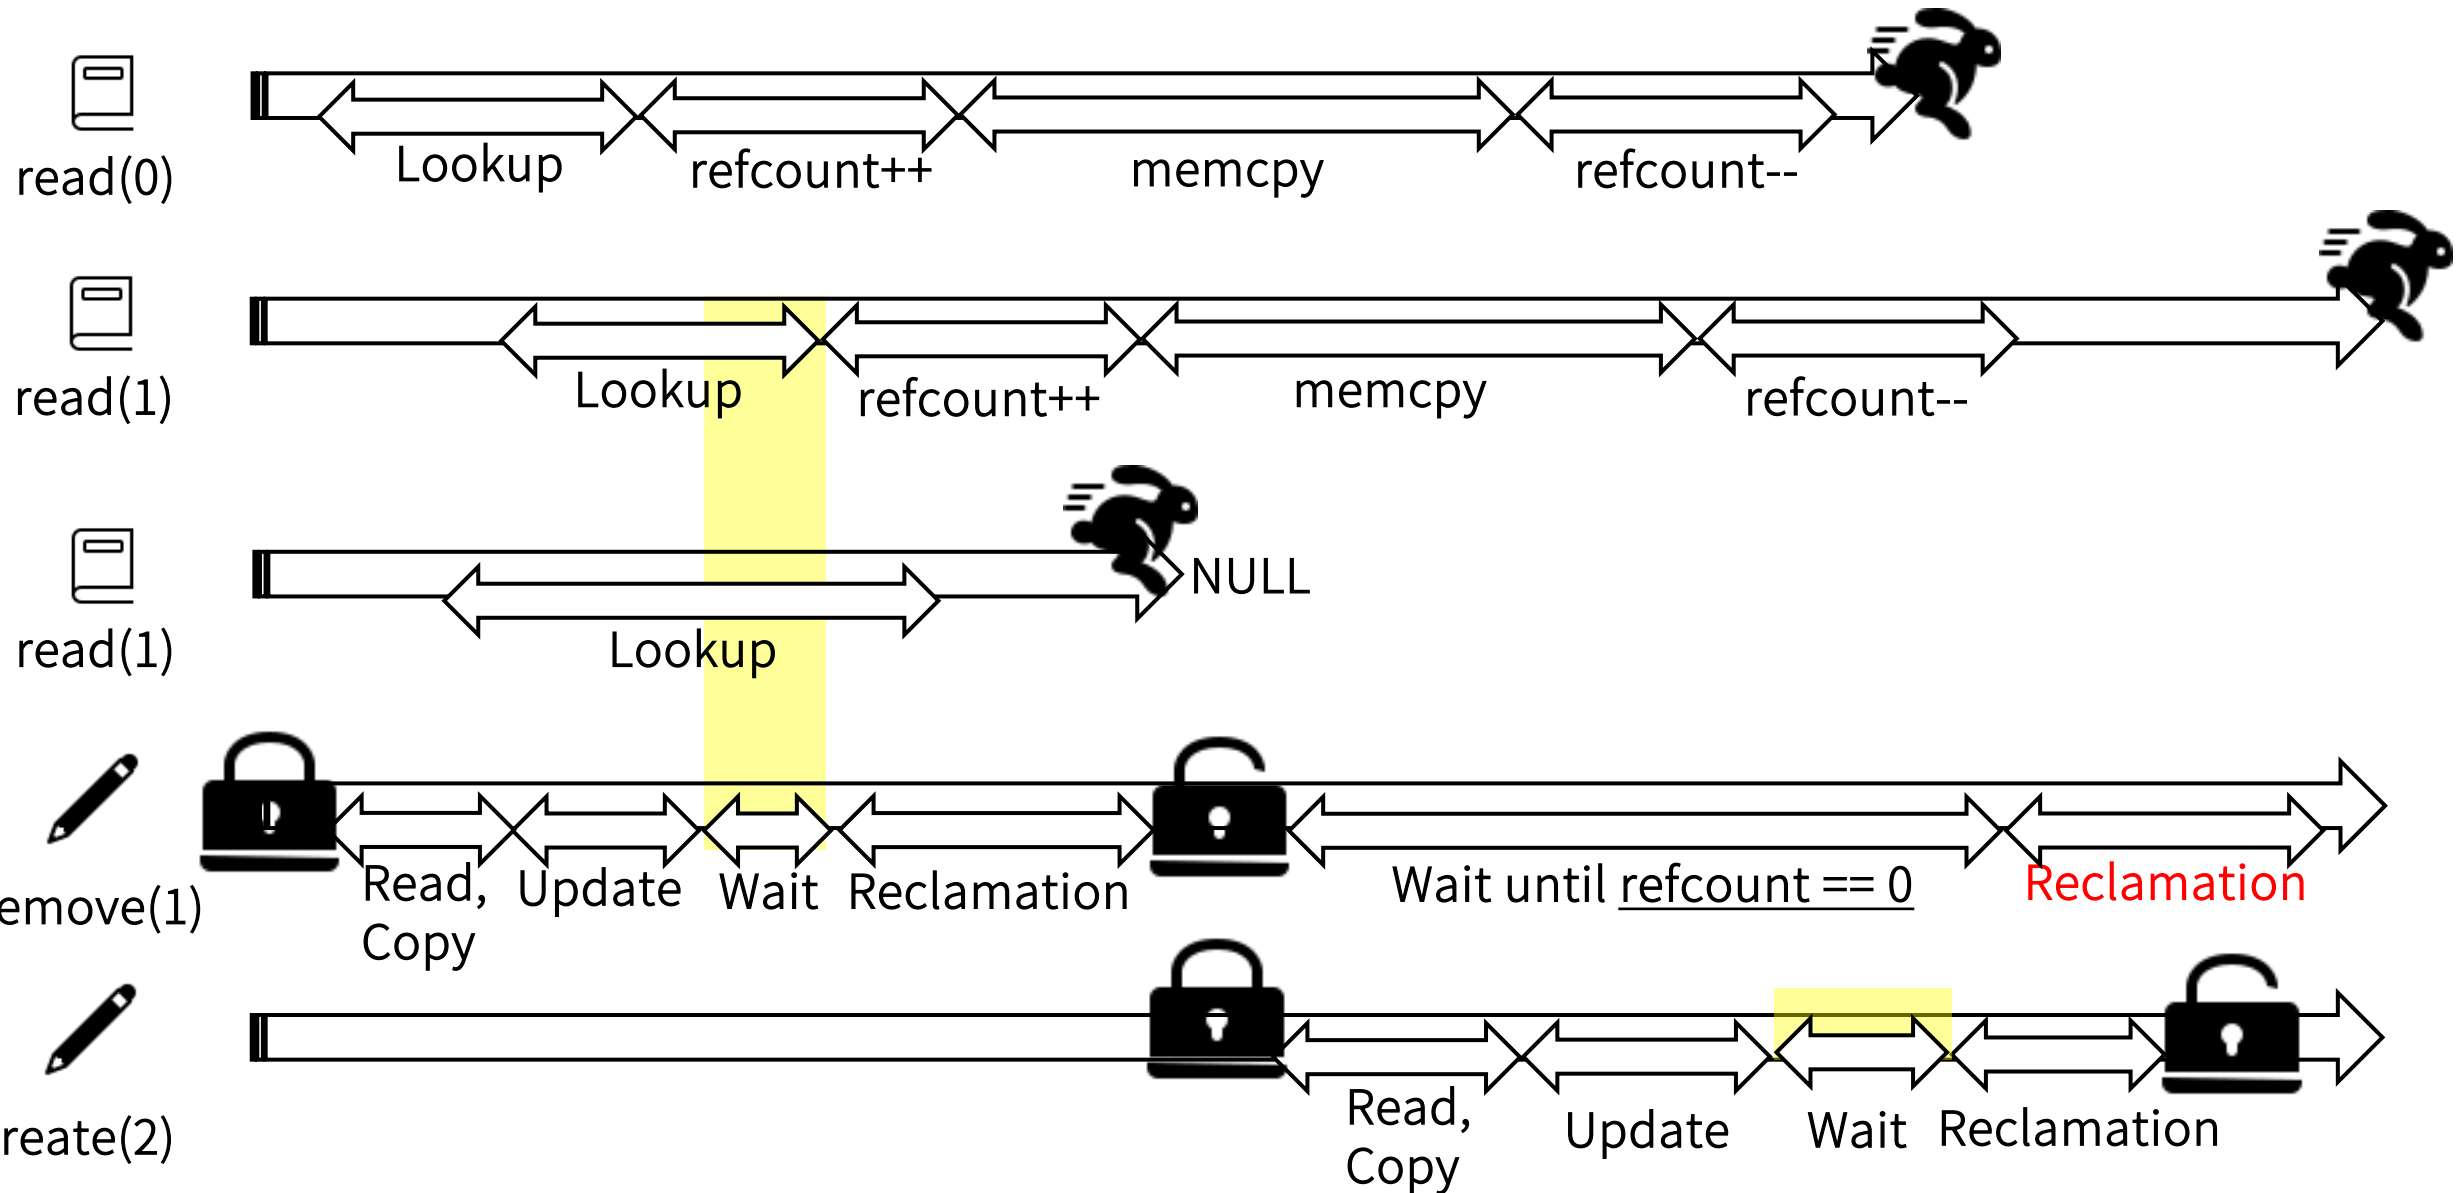 read(0)
Lookup
refcount++
memcpy
refcount--
read(1)
Lookup
refcount++
memcpy
refcount--
read(1)
Lookup
NULL
emove(1)
Read,
Copy
Update
Wait
Reclamation
Wait until refcount == 0
Reclamation
reate(2)
Read,
Copy
Update
Wait
Reclamation